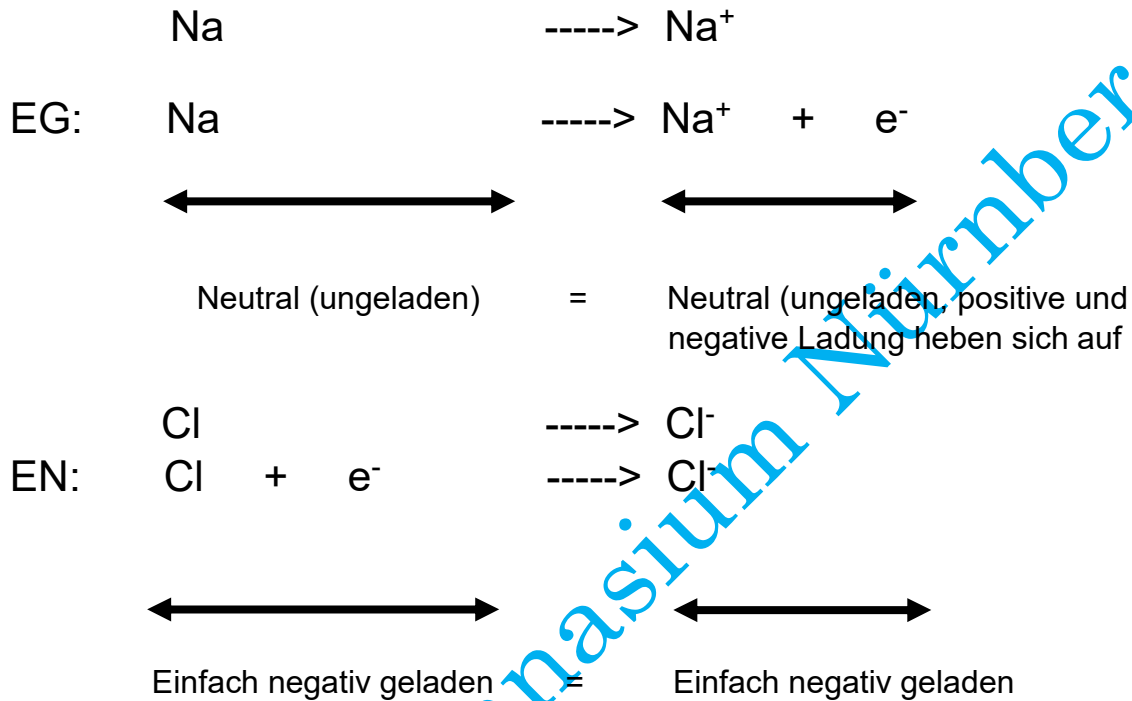 Na -----> Na⁺
EG: Na -----> Na⁺ + e⁻
Neutral (ungeladen) = Neutral (ungeladen, positive und
negative Ladung heben sich auf
Cl -----> Cl⁻
EN: Cl + e⁻ -----> Cl⁻
Einfach negativ geladen = Einfach negativ geladen
nasium Nürnber